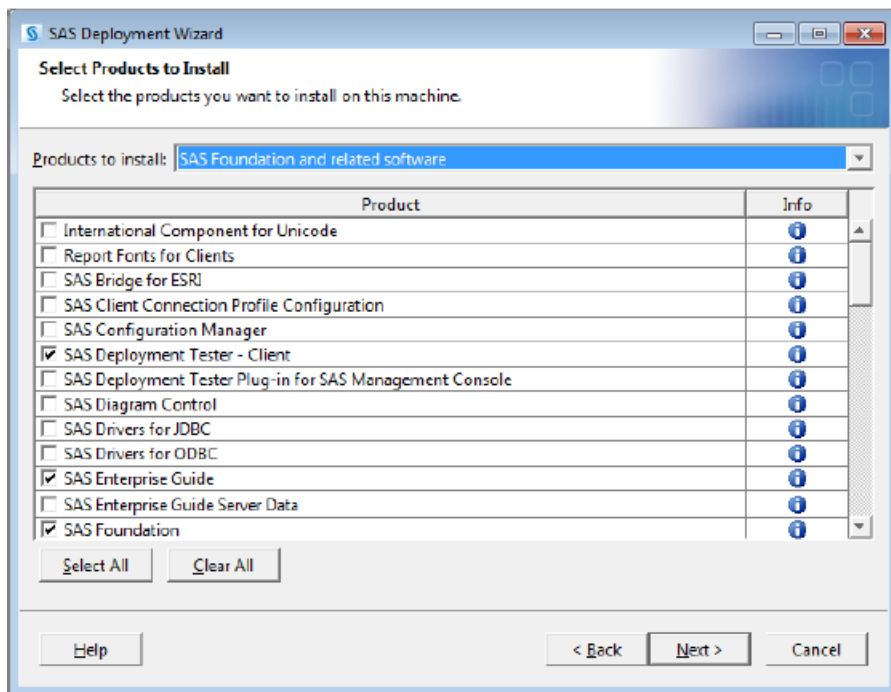 SAS Deployment Wizard
Select Products to Install
Select the products you want to install on this machine.
Products to install: SAS Foundation and related software
Product Info
International Component for Unicode
Report Fonts for Clients
SAS Bridge for ESRI
SAS Client Connection Profile Configuration
SAS Configuration Manager
SAS Deployment Tester - Client
SAS Deployment Tester Plug-in for SAS Management Console
SAS Diagram Control
SAS Drivers for JDBC
SAS Drivers for ODBC
SAS Enterprise Guide
SAS Enterprise Guide Server Data
SAS Foundation
Select All Clear All
Help < Back Next > Cancel